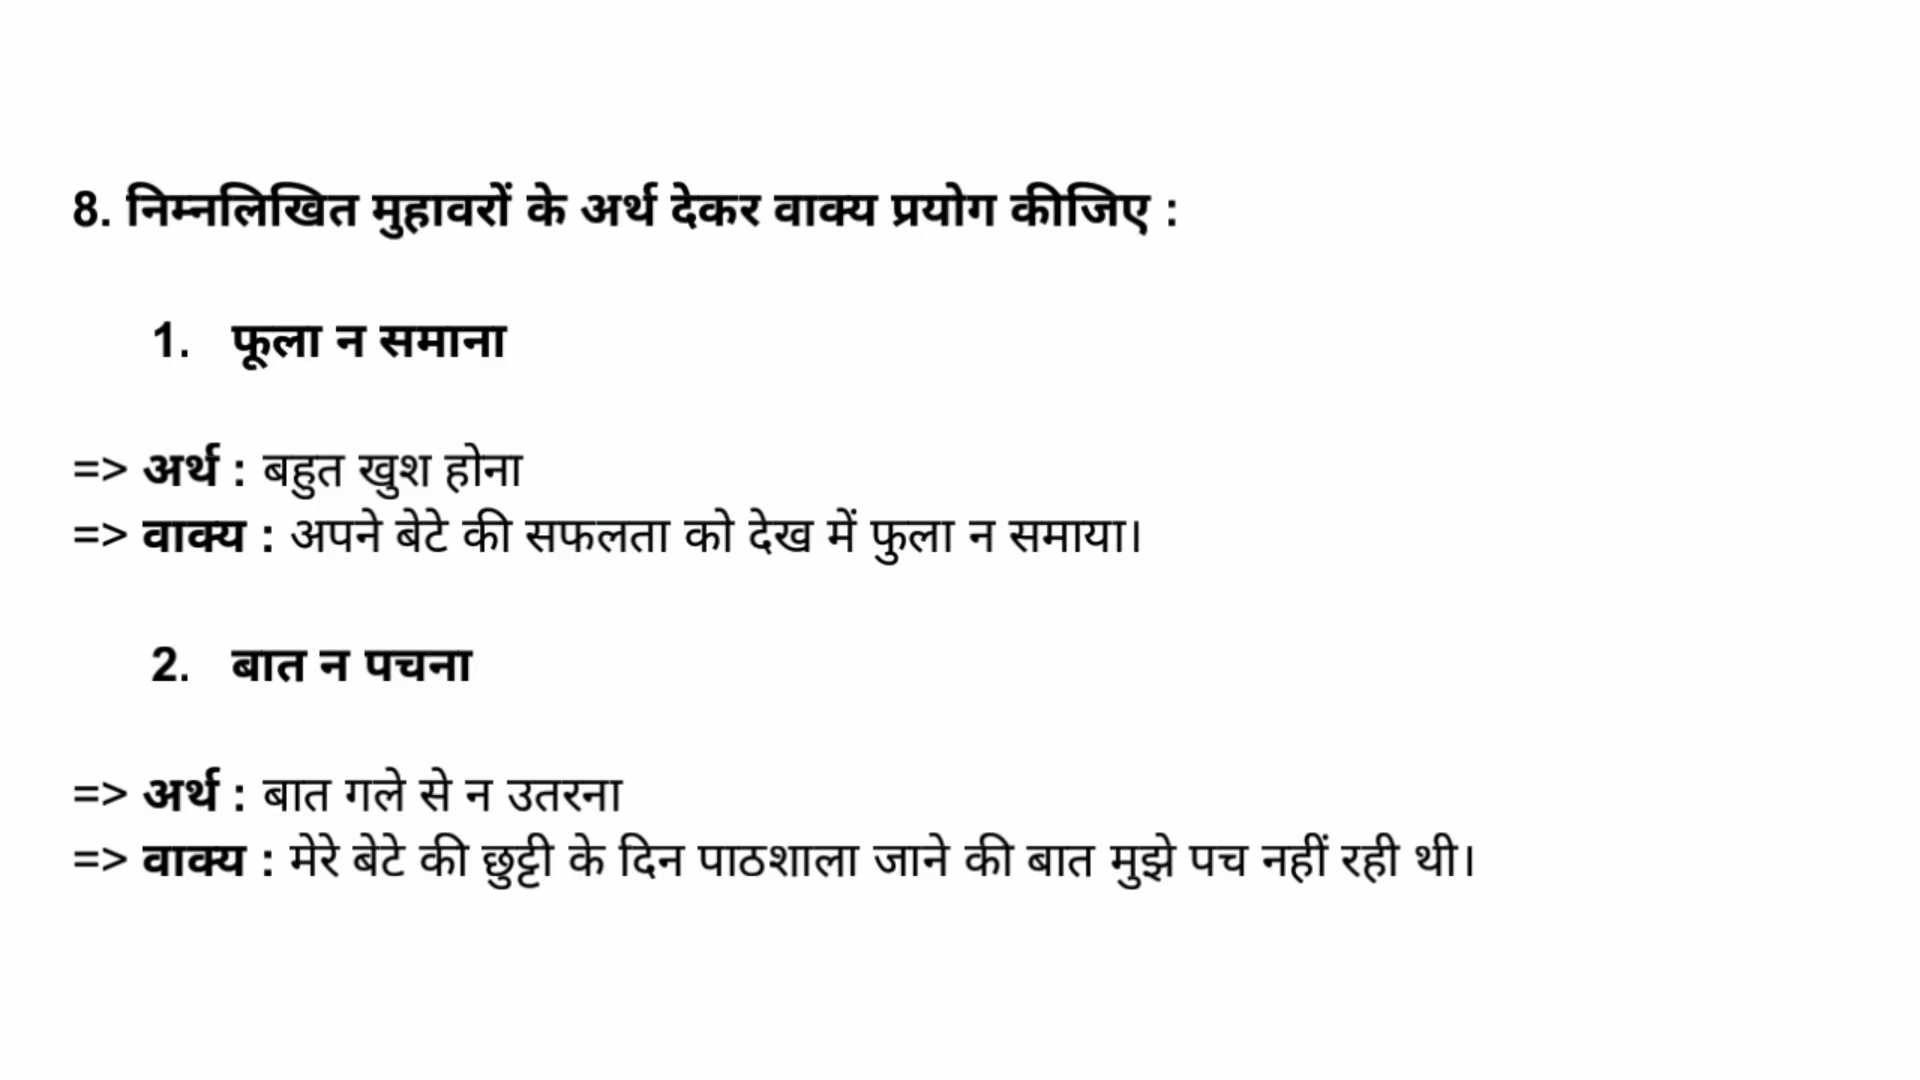 8. निम्नलिखित मुहावरों के अर्थ देकर वाक्य प्रयोग कीजिए :
1. फूला न समाना
=> अर्थ : बहुत खुश होना
=> वाक्य : अपने बेटे की सफलता को देख में फुला न समाया।
2. बात न पचना
=> अर्थ : बात गले से न उतरना
=> वाक्य : मेरे बेटे की छुट्टी के दिन पाठशाला जाने की बात मुझे पच नहीं रही थी।